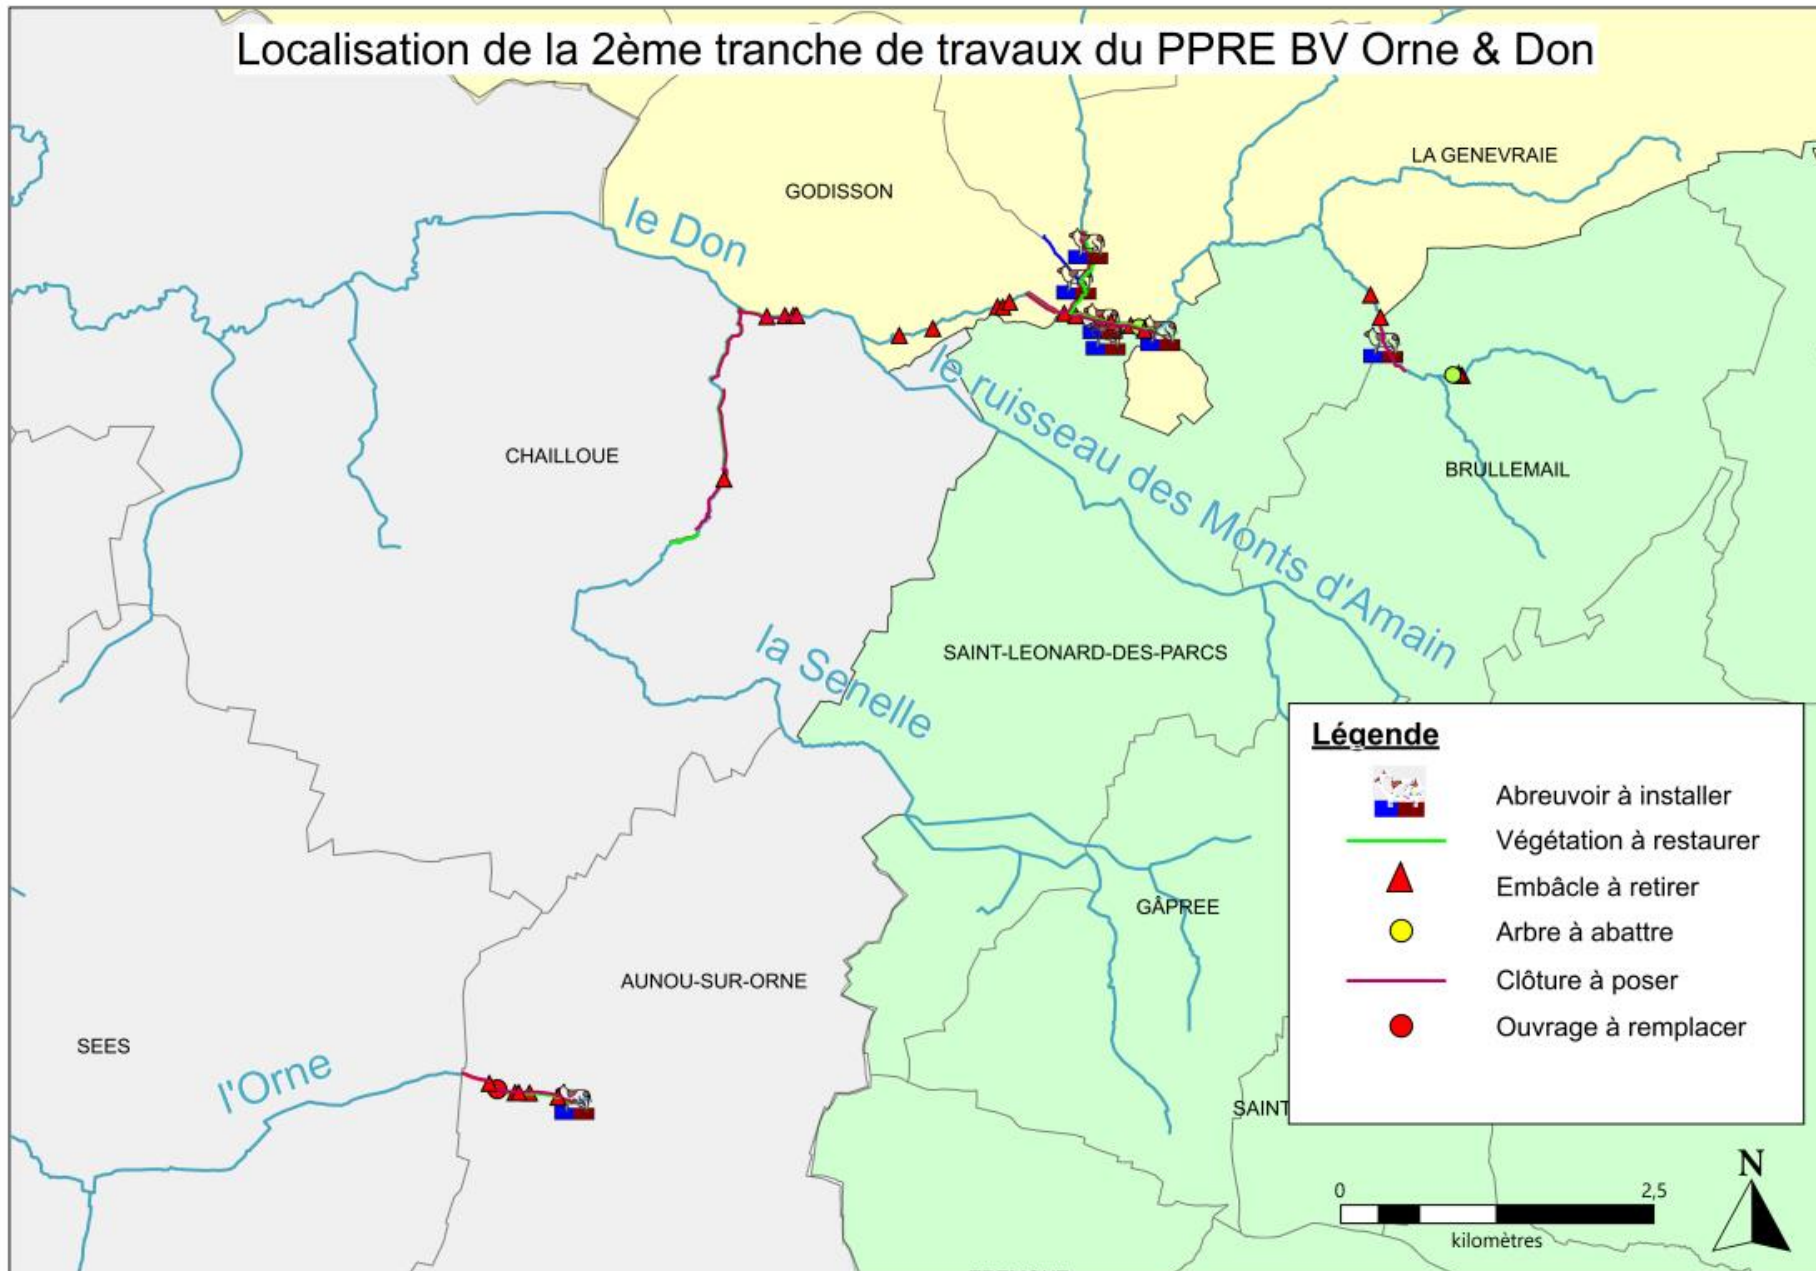 Localisation de la 2ème tranche de travaux du PPRE BV Orne & Don
LA GENEVRAIE
GODISSON
le Don
le ruisseau des Monts d'Amain
CHAILLOUE
BRULLEMAIL
la Senelle
SAINT-LEONARD-DES-PARCS
Légende
Abreuvoir à installer
Végétation à restaurer
Embâcle à retirer
Arbre à abattre
Clôture à poser
Ouvrage à remplacer
GÂPREE
AUNOU-SUR-ORNE
SEES
l'Orne
SAINT
N
0 2,5
kilomètres